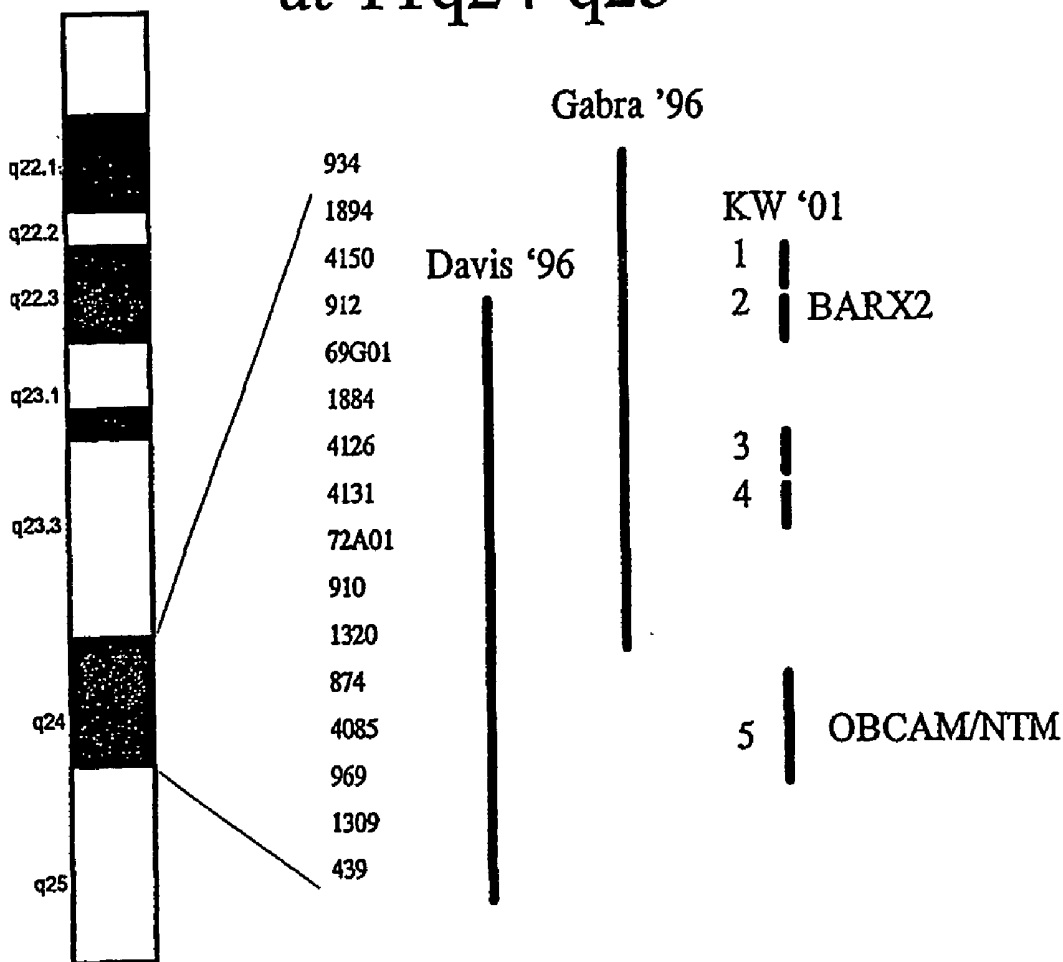 at 11q24-q25
q22.1
q22.2
q22.3
q23.1
q23.3
q24
q25
934
1894
4150
912
69G01
1884
4126
4131
72A01
910
1320
874
4085
969
1309
439
Davis '96
Gabra '96
KW '01
1
2 BARX2
3
4
5 OBCAM/NTM